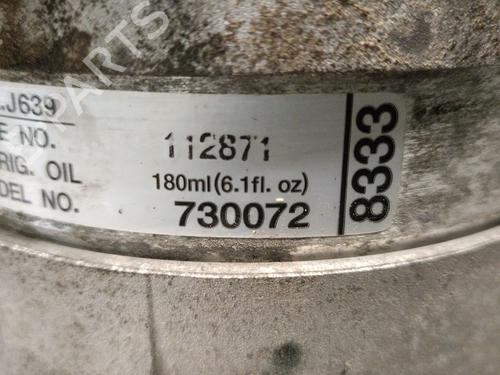 .J639
E NO. 112871
RIG. OIL 180ml(6.1fl. oz)
DEL NO. 730072
8333